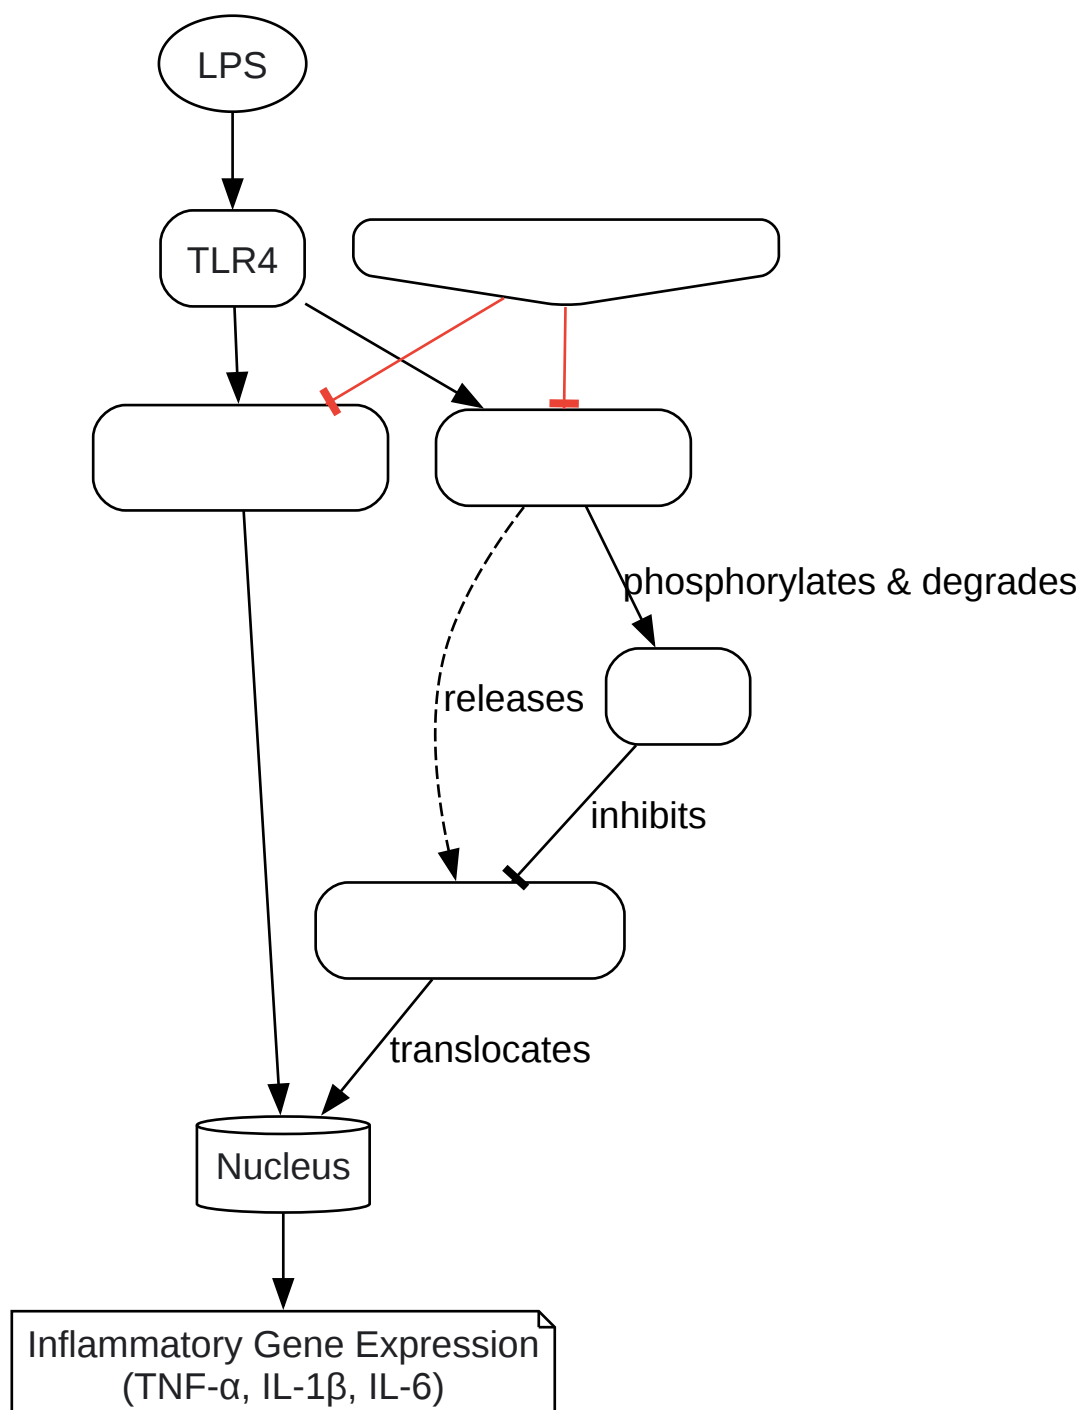 LPS
TLR4
phosphorylates & degrades
releases
inhibits
translocates
Nucleus
Inflammatory Gene Expression
(TNF-α, IL-1β, IL-6)